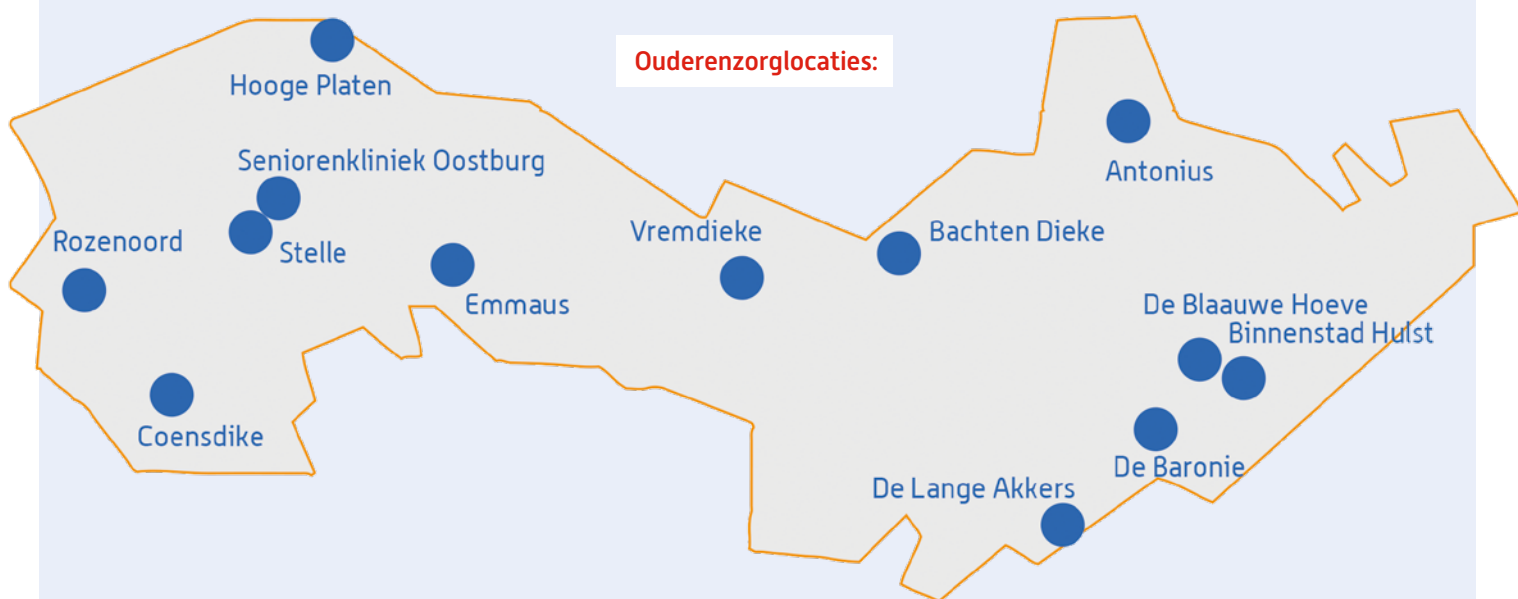 Ouderenzorglocaties:
Hooge Platen
Seniorenkliniek Oostburg
Antonius
Rozenoord
Stelle
Vremdieke
Bachten Dieke
Emmaus
De Blaauwe Hoeve
Binnenstad Hulst
Coensdike
De Baronie
De Lange Akkers